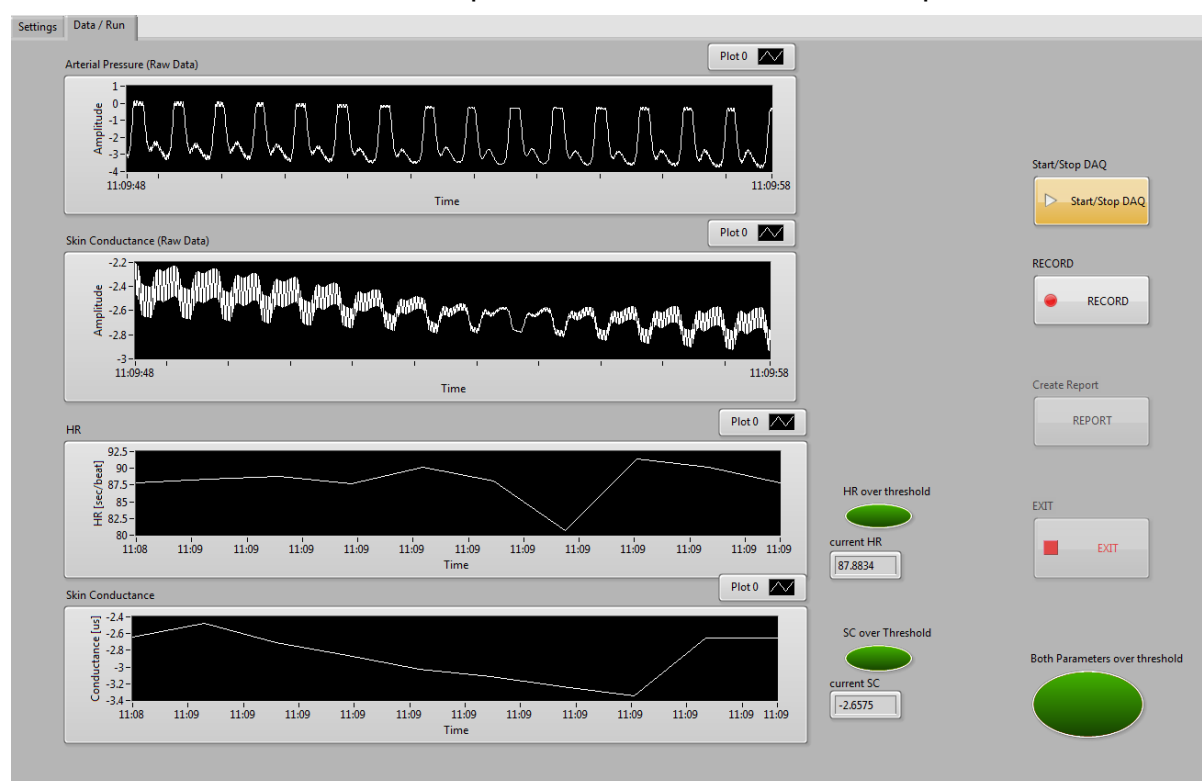 Settings
Data / Run
Arterial Pressure (Raw Data)
Plot 0
Amplitude
1
0
-1
-2
-3
-4
11:09:48
11:09:58
Time
Skin Conductance (Raw Data)
Plot 0
Amplitude
-2.2
-2.4
-2.6
-2.8
-3
11:09:48
11:09:58
Time
HR
Plot 0
HR [sec/beat]
92.5
90
87.5
85
82.5
80
11:08 11:09 11:09 11:09 11:09 11:09 11:09 11:09 11:09 11:09 11:09 11:09
Time
HR over threshold
current HR
87.8834
Skin Conductance
Plot 0
Conductance [us]
-2.4
-2.6
-2.8
-3
-3.2
-3.4
11:08 11:09 11:09 11:09 11:09 11:09 11:09 11:09 11:09 11:09 11:09 11:09
Time
SC over Threshold
current SC
-2.6575
Start/Stop DAQ
Start/Stop DAQ
RECORD
RECORD
Create Report
REPORT
EXIT
EXIT
Both Parameters over threshold